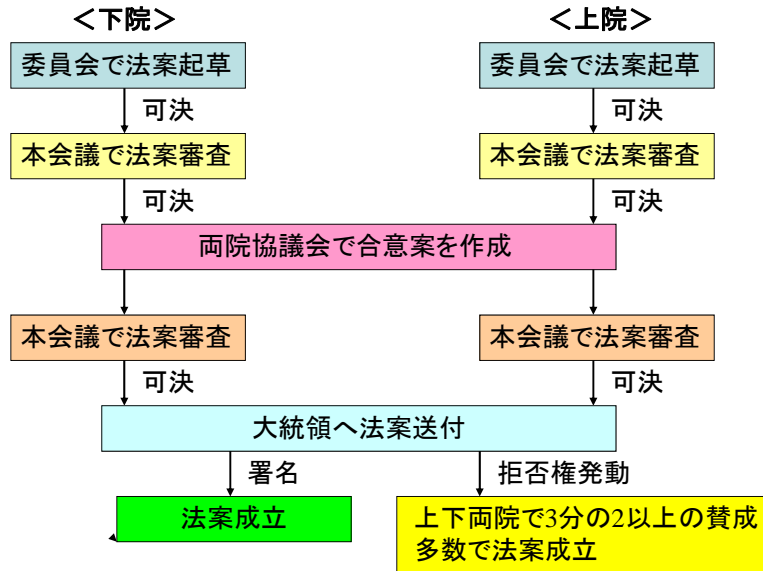 <下院>
<上院>
委員会で法案起草
委員会で法案起草
可決
可決
本会議で法案審査
本会議で法案審査
可決
可決
両院協議会で合意案を作成
本会議で法案審査
本会議で法案審査
可決
可決
大統領へ法案送付
署名
拒否権発動
法案成立
上下両院で3分の2以上の賛成
多数で法案成立